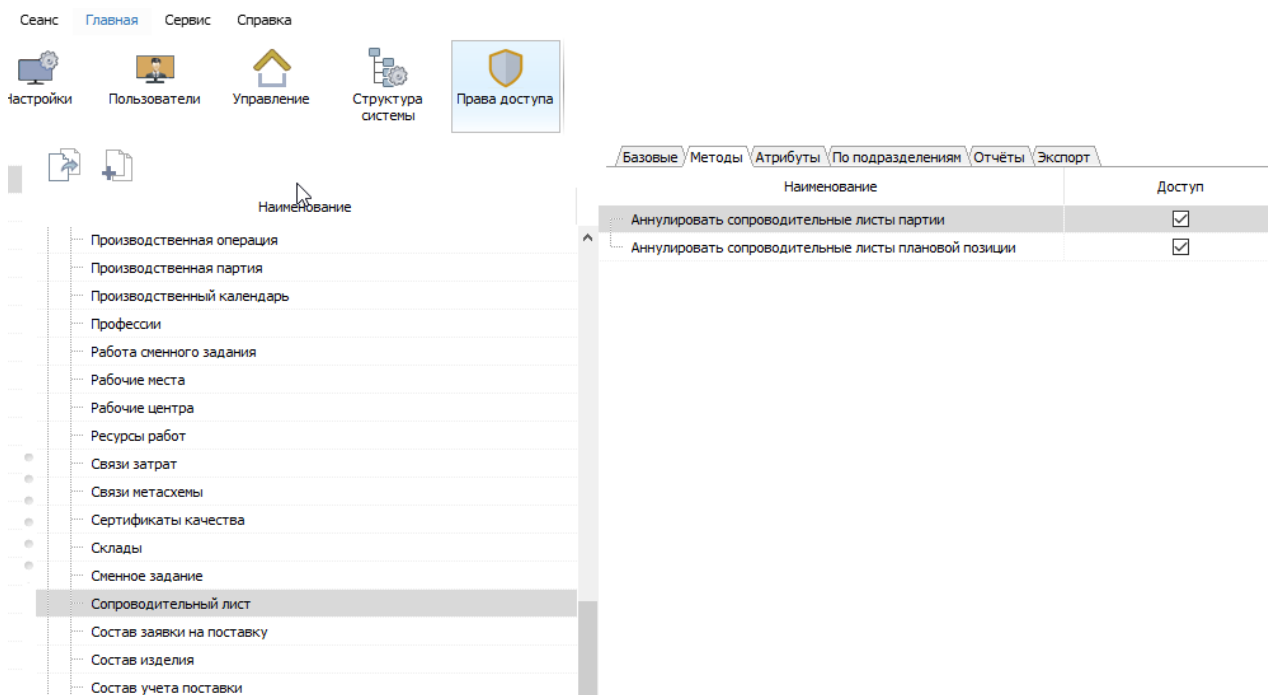 Сеанс Главная Сервис Справка
Настройки Пользователи Управление Структура системы Права доступа
Базовые Методы Атрибуты По подразделениям Отчёты Экспорт
Наименование
Производственная операция
Производственная партия
Производственный календарь
Профессии
Работа сменного задания
Рабочие места
Рабочие центра
Ресурсы работ
Связи затрат
Связи метасхемы
Сертификаты качества
Склады
Сменное задание
Сопроводительный лист
Состав заявки на поставку
Состав изделия
Состав учета поставки
Наименование Доступ
Аннулировать сопроводительные листы партии
Аннулировать сопроводительные листы плановой позиции